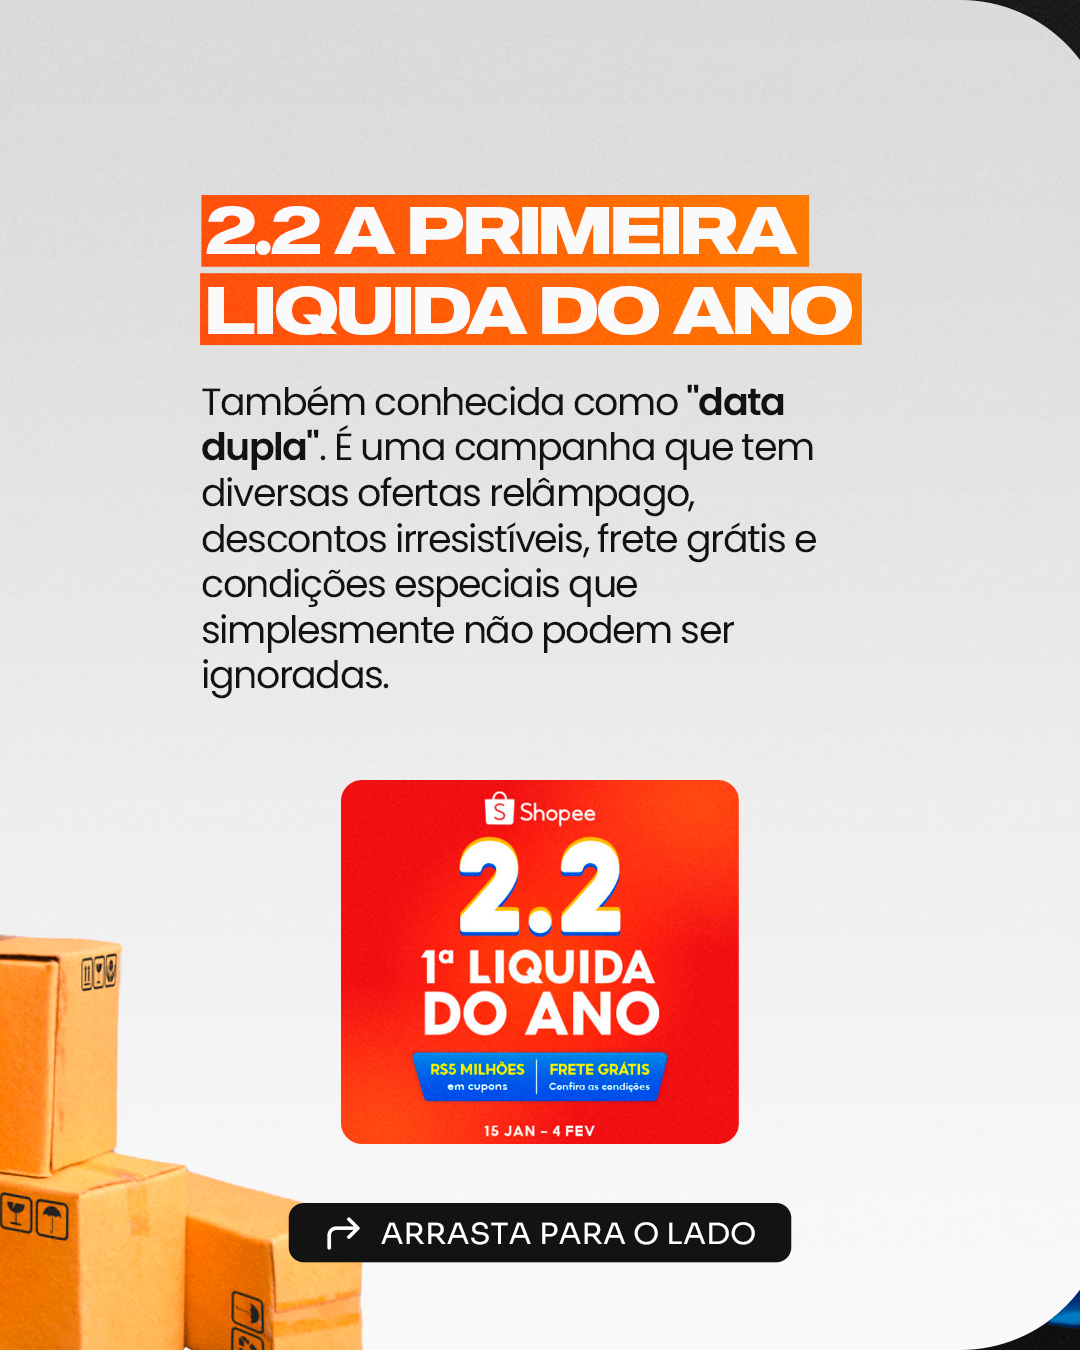 2.2 A PRIMEIRA
LIQUIDA DO ANO
Também conhecida como "data
dupla". É uma campanha que tem
diversas ofertas relâmpago,
descontos irresistíveis, frete grátis e
condições especiais que
simplesmente não podem ser
ignoradas.
S Shopee
2.2
1ª LIQUIDA
DO ANO
R$5 MILHÕES
em cupons
FRETE GRÁTIS
Confira as condições
15 JAN - 4 FEV
ARRASTA PARA O LADO